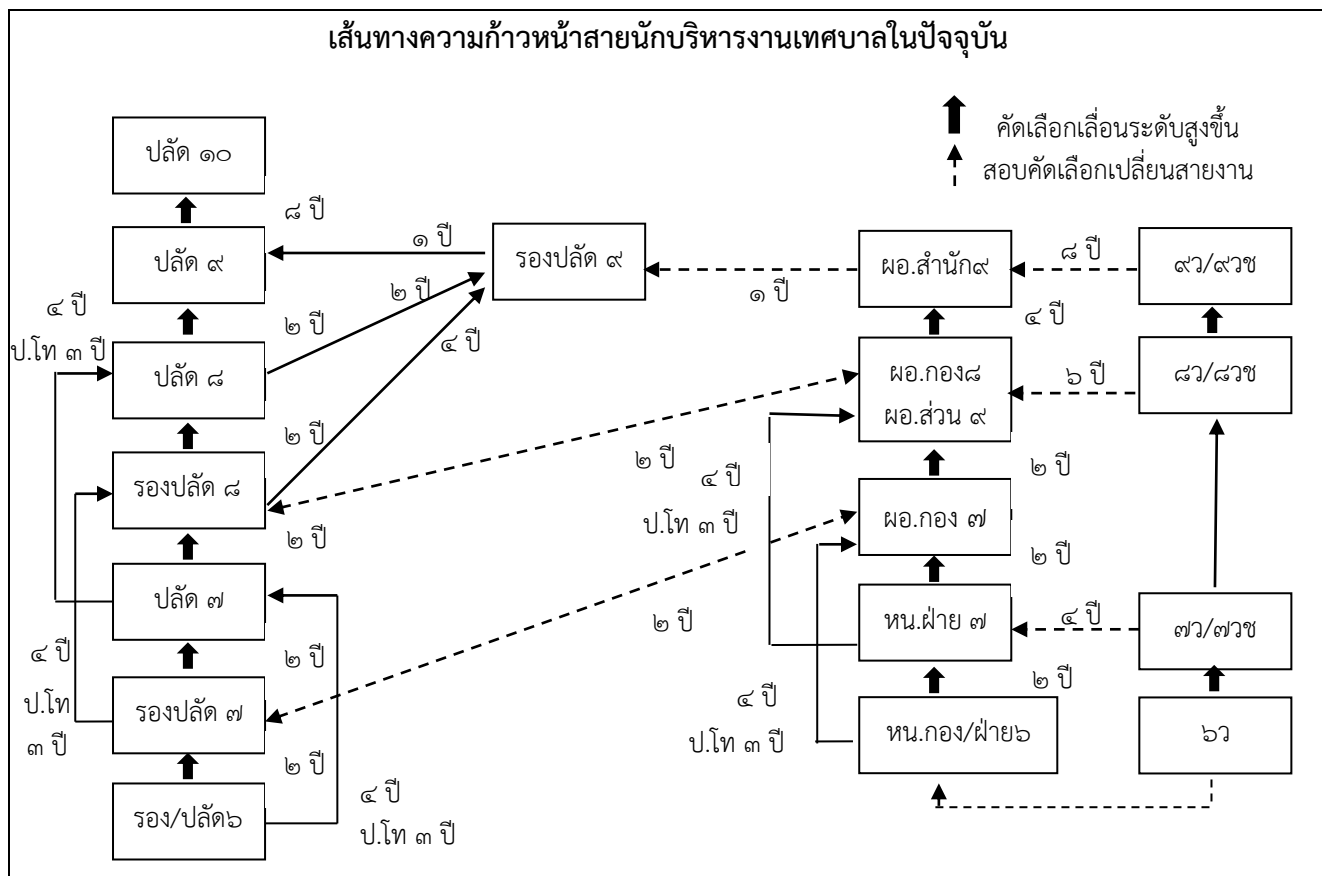 เส้นทางความก้าวหน้าสายนักบริหารงานเทศบาลในปัจจุบัน
คัดเลือกเลื่อนระดับสูงขึ้น
สอบคัดเลือกเปลี่ยนสายงาน
ปลัด ๑๐
๘ ปี
ปลัด ๙
๑ ปี
รองปลัด ๙
๑ ปี
ผอ.สำนัก๙
๘ ปี
๙ว/๙วช
๔ ปี
ป.โท ๓ ปี
๒ ปี
๒ ปี
๔ ปี
๔ ปี
ปลัด ๘
ผอ.กอง๘
ผอ.ส่วน ๙
๖ ปี
๘ว/๘วช
๒ ปี
รองปลัด ๘
๒ ปี
๔ ปี
ป.โท ๓ ปี
๒ ปี
ผอ.กอง ๗
๒ ปี
๒ ปี
ปลัด ๗
๒ ปี
หน.ฝ่าย ๗
๔ ปี
๗ว/๗วช
๔ ปี
ป.โท
๓ ปี
๒ ปี
รองปลัด ๗
๔ ปี
ป.โท ๓ ปี
๒ ปี
หน.กอง/ฝ่าย๖
๖ว
๒ ปี
รอง/ปลัด๖
๔ ปี
ป.โท ๓ ปี